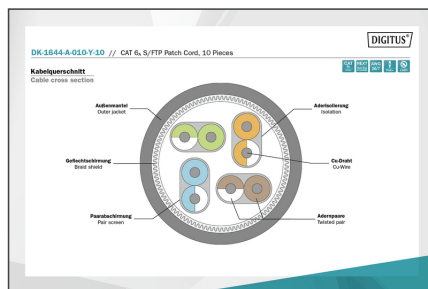 DIGITUS®
DK-1644-A-010-Y-10 // CAT 6A S/FTP Patch Cord, 10 Pieces
Kabelquerschnitt
Cable cross section
Außenmantel
Outer jacket
Aderisolierung
Isolation
Geflechtschirmung
Braid shield
Cu-Draht
Cu-Wire
Paarabschirmung
Pair screen
Adernpaare
Twisted pair